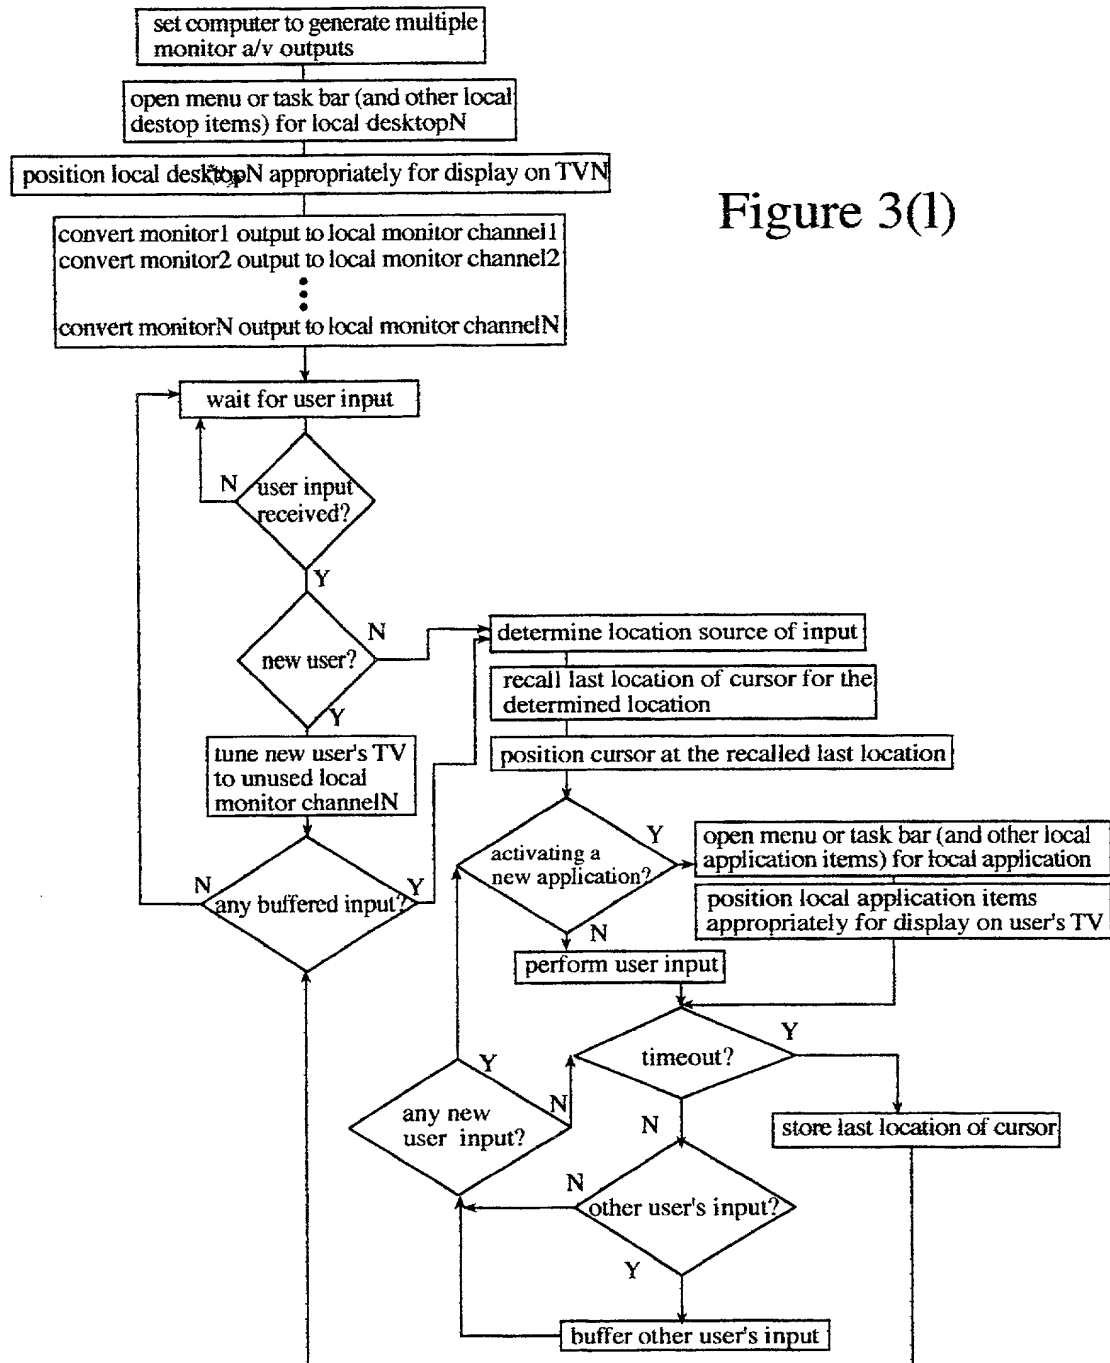 set computer to generate multiple
monitor a/v outputs
open menu or task bar (and other local
destop items) for local desktopN
position local desktopN appropriately for display on TVN
Figure 3(l)
convert monitor1 output to local monitor channel1
convert monitor2 output to local monitor channel2
convert monitorN output to local monitor channelN
wait for user input
N
user input
received?
Y
new user?
N
Y
determine location source of input
recall last location of cursor for the
determined location
position cursor at the recalled last location
tune new user's TV
to unused local
monitor channelN
N
any buffered input?
Y
activating a
new application?
Y
N
open menu or task bar (and other local
application items) for local application
position local application items
appropriately for display on user's TV
perform user input
timeout?
Y
N
any new
user input?
Y
N
store last location of cursor
other user's input?
N
Y
buffer other user's input